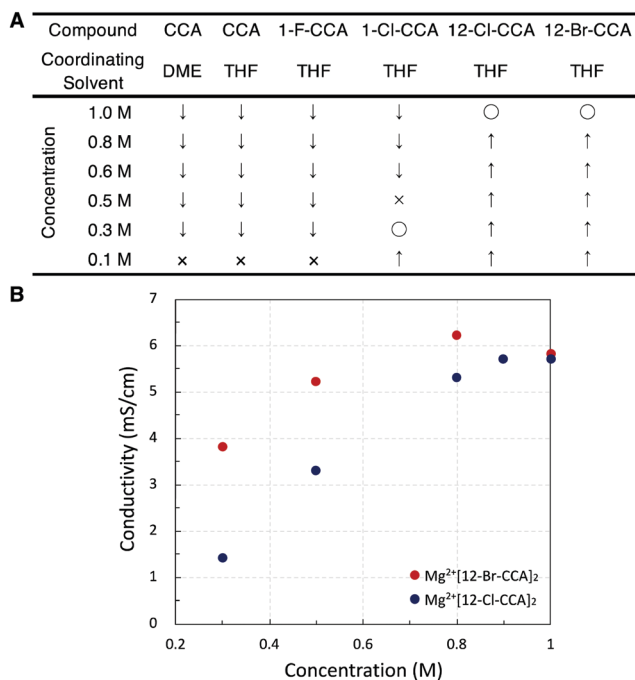 A
Compound CCA CCA 1-F-CCA 1-Cl-CCA 12-Cl-CCA 12-Br-CCA
Coordinating Solvent DME THF THF THF THF THF
Concentration
1.0 M ↓ ↓ ↓ ↓ ○ ○
0.8 M ↓ ↓ ↓ ↓ ↑ ↑
0.6 M ↓ ↓ ↓ ↓ ↑ ↑
0.5 M ↓ ↓ ↓ × ↑ ↑
0.3 M ↓ ↓ ↓ ○ ↑ ↑
0.1 M × × × ↑ ↑ ↑
B
Conductivity (mS/cm)
7
6
5
4
3
2
1
0
Mg²⁺[12-Br-CCA]₂
Mg²⁺[12-Cl-CCA]₂
0.2 0.4 0.6 0.8 1
Concentration (M)